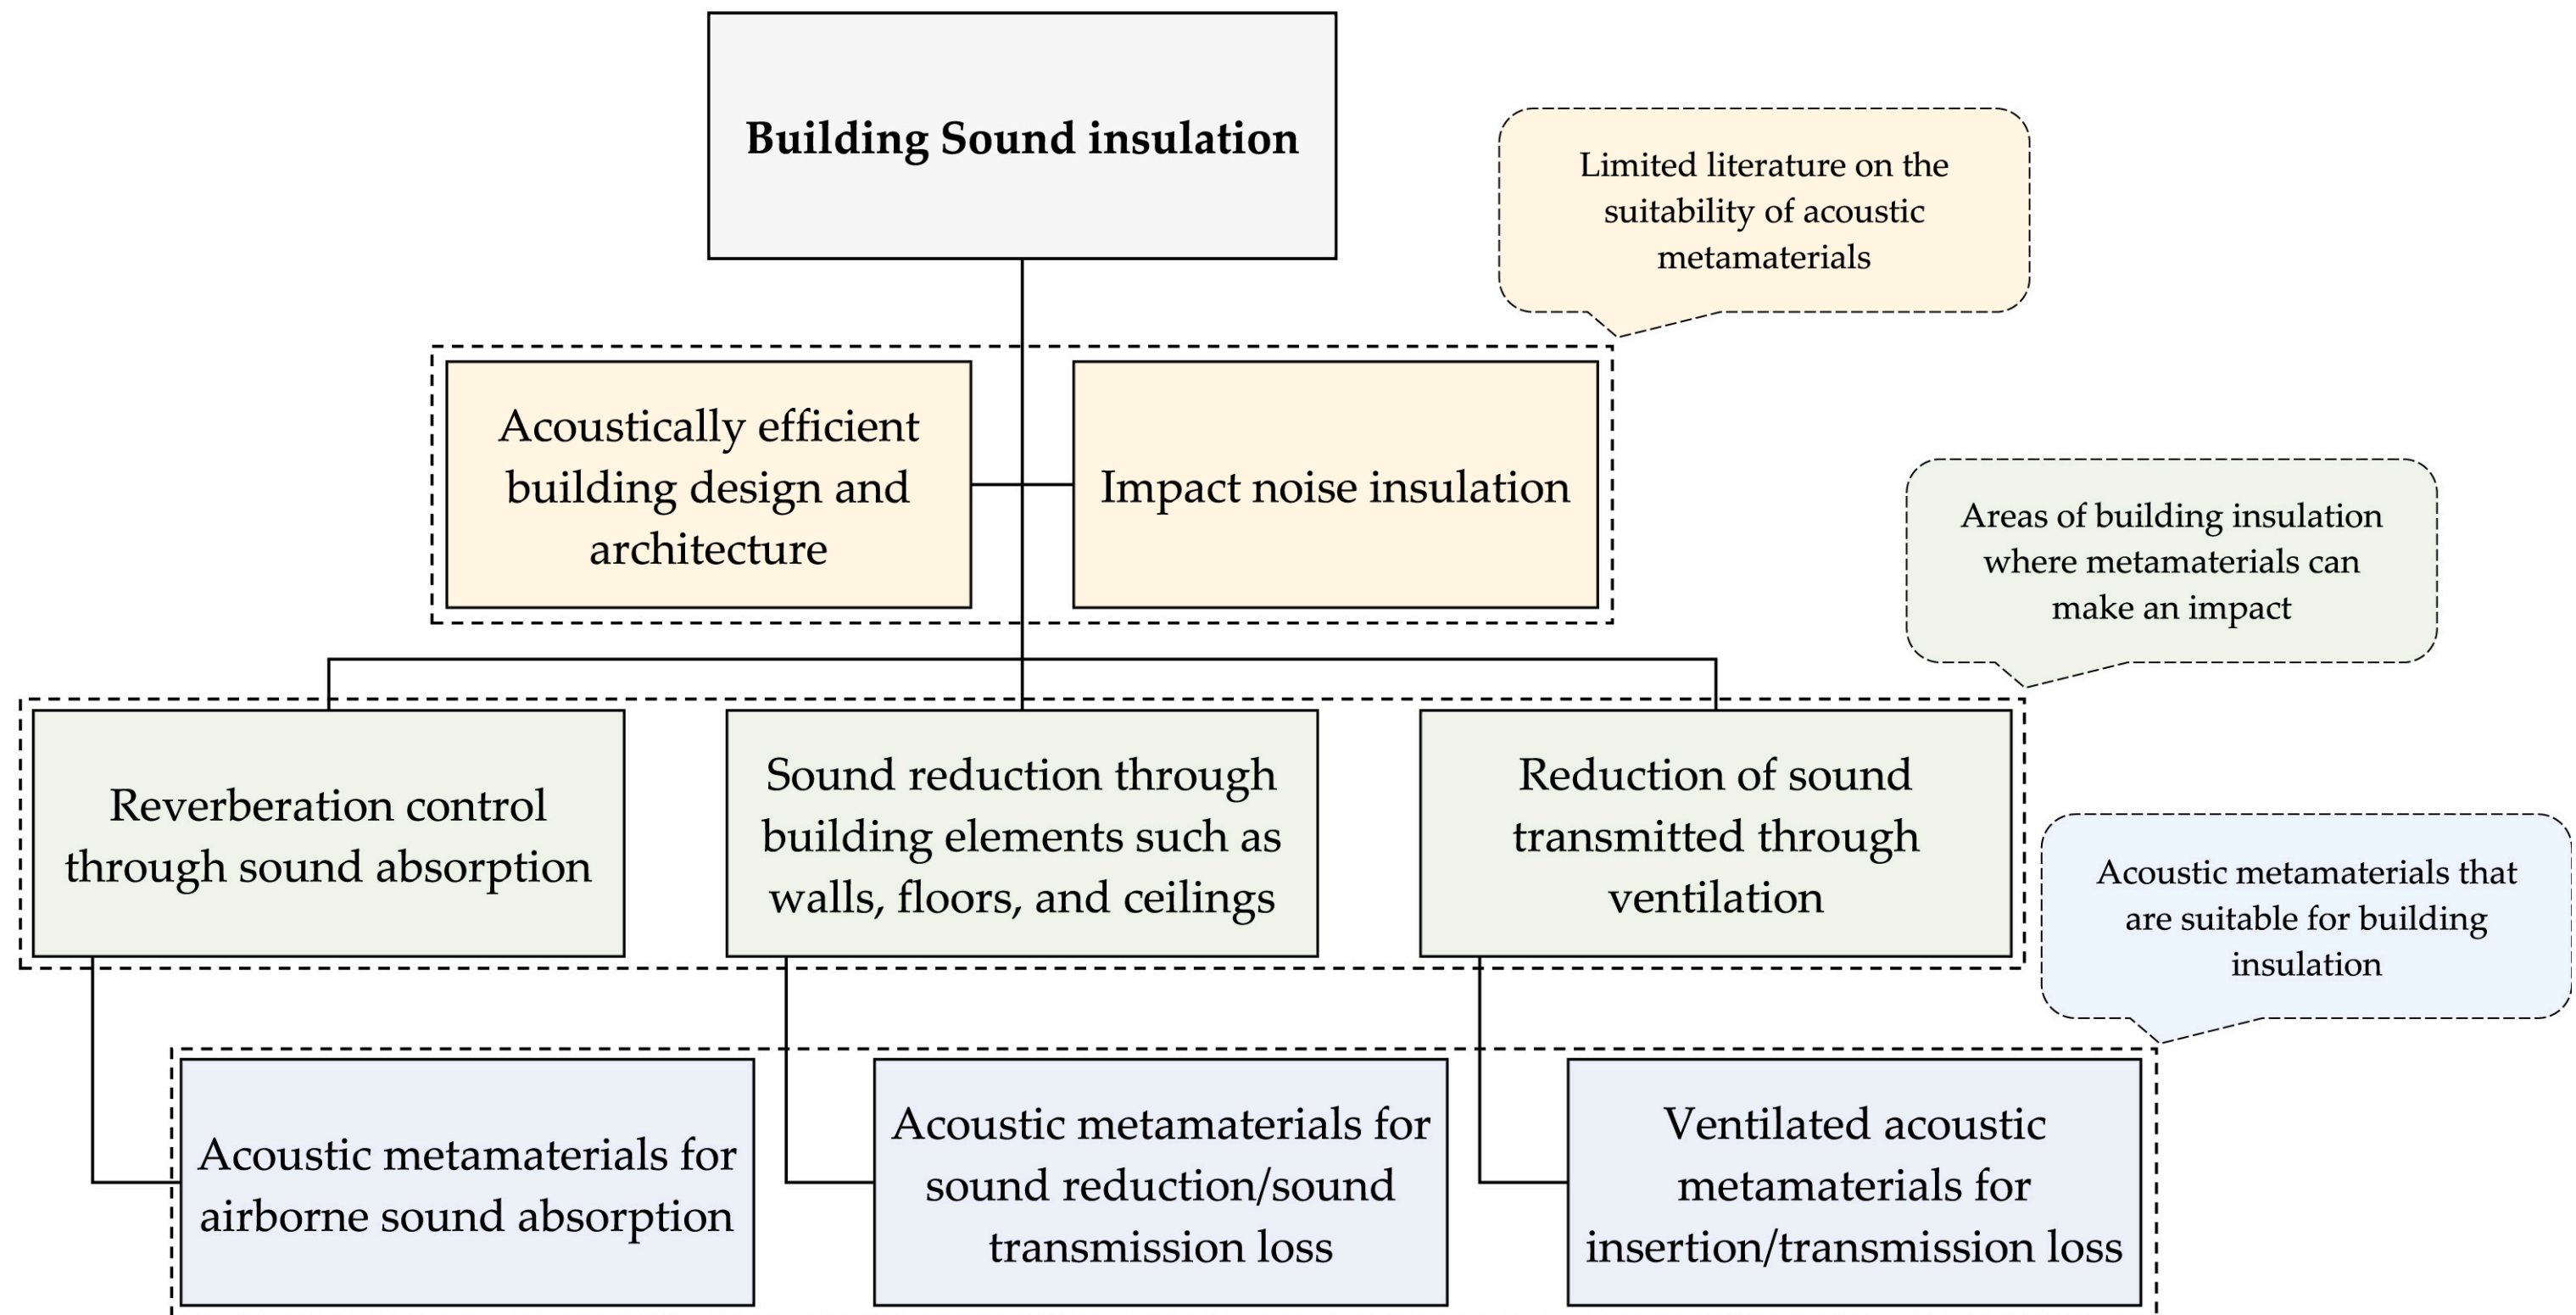 Building Sound insulation
Limited literature on the
suitability of acoustic
metamaterials
Acoustically efficient
building design and
architecture
Impact noise insulation
Areas of building insulation
where metamaterials can
make an impact
Reverberation control
through sound absorption
Sound reduction through
building elements such as
walls, floors, and ceilings
Reduction of sound
transmitted through
ventilation
Acoustic metamaterials that
are suitable for building
insulation
Acoustic metamaterials for
airborne sound absorption
Acoustic metamaterials for
sound reduction/sound
transmission loss
Ventilated acoustic
metamaterials for
insertion/transmission loss